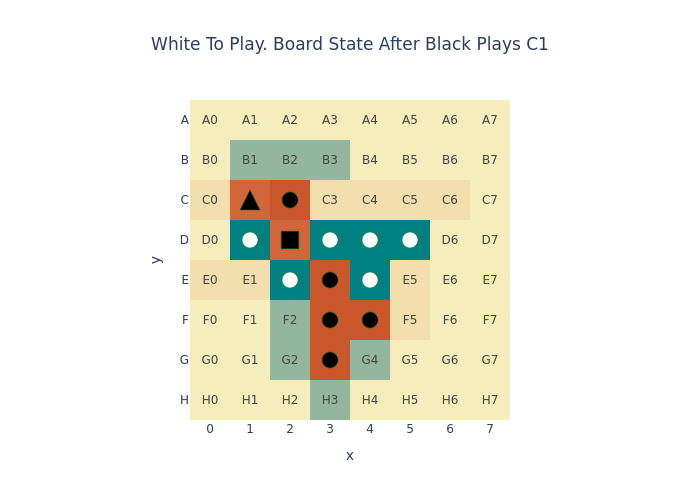 White To Play. Board State After Black Plays C1
A A0 A1 A2 A3 A4 A5 A6 A7
B B0 B1 B2 B3 B4 B5 B6 B7
C C0 C3 C4 C5 C6 C7
D D0 D6 D7
y
E E0 E1 E5 E6 E7
F F0 F1 F2 F5 F6 F7
G G0 G1 G2 G4 G5 G6 G7
H H0 H1 H2 H3 H4 H5 H6 H7
0 1 2 3 4 5 6 7
x